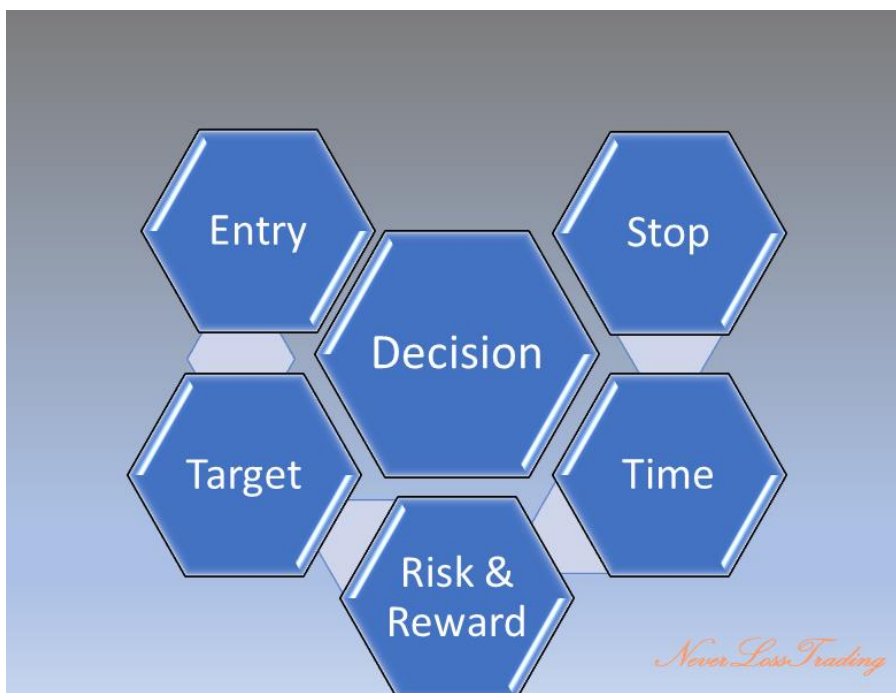 Entry
Stop
Decision
Target
Time
Risk &
Reward
NeverLossTrading